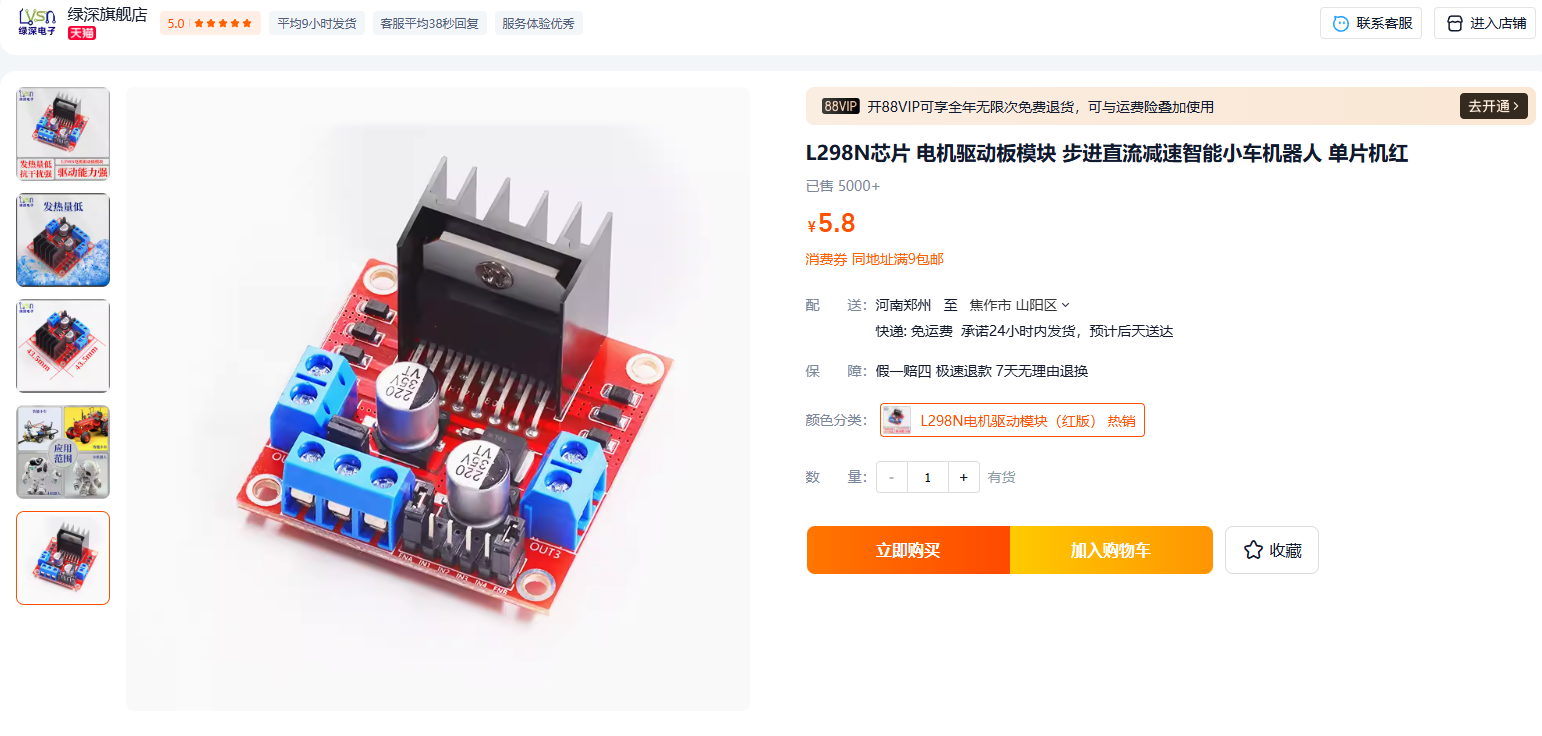 Lysn
绿深电子
绿深旗舰店
天猫
5.0
平均9小时发货
客服平均38秒回复
服务体验优秀
联系客服
进入店铺
发热量低
抗干扰强
驱动能力强
发热量低
43.5mm
43.5mm
应用
范围
220
35V
VT
220
35V
VT
OUT3
ENA IN1 IN2 IN3 IN4 ENB
88VIP 开88VIP可享全年无限次免费退货，可与运费险叠加使用
去开通
L298N芯片 电机驱动板模块 步进直流减速智能小车机器人 单片机红
已售 5000+
¥5.8
消费券 同地址满9包邮
配 送： 河南郑州 至 焦作市 山阳区
快递: 免运费 承诺24小时内发货，预计后天送达
保 障： 假一赔四 极速退款 7天无理由退换
颜色分类： L298N电机驱动模块（红版） 热销
数 量： - 1 + 有货
立即购买
加入购物车
收藏